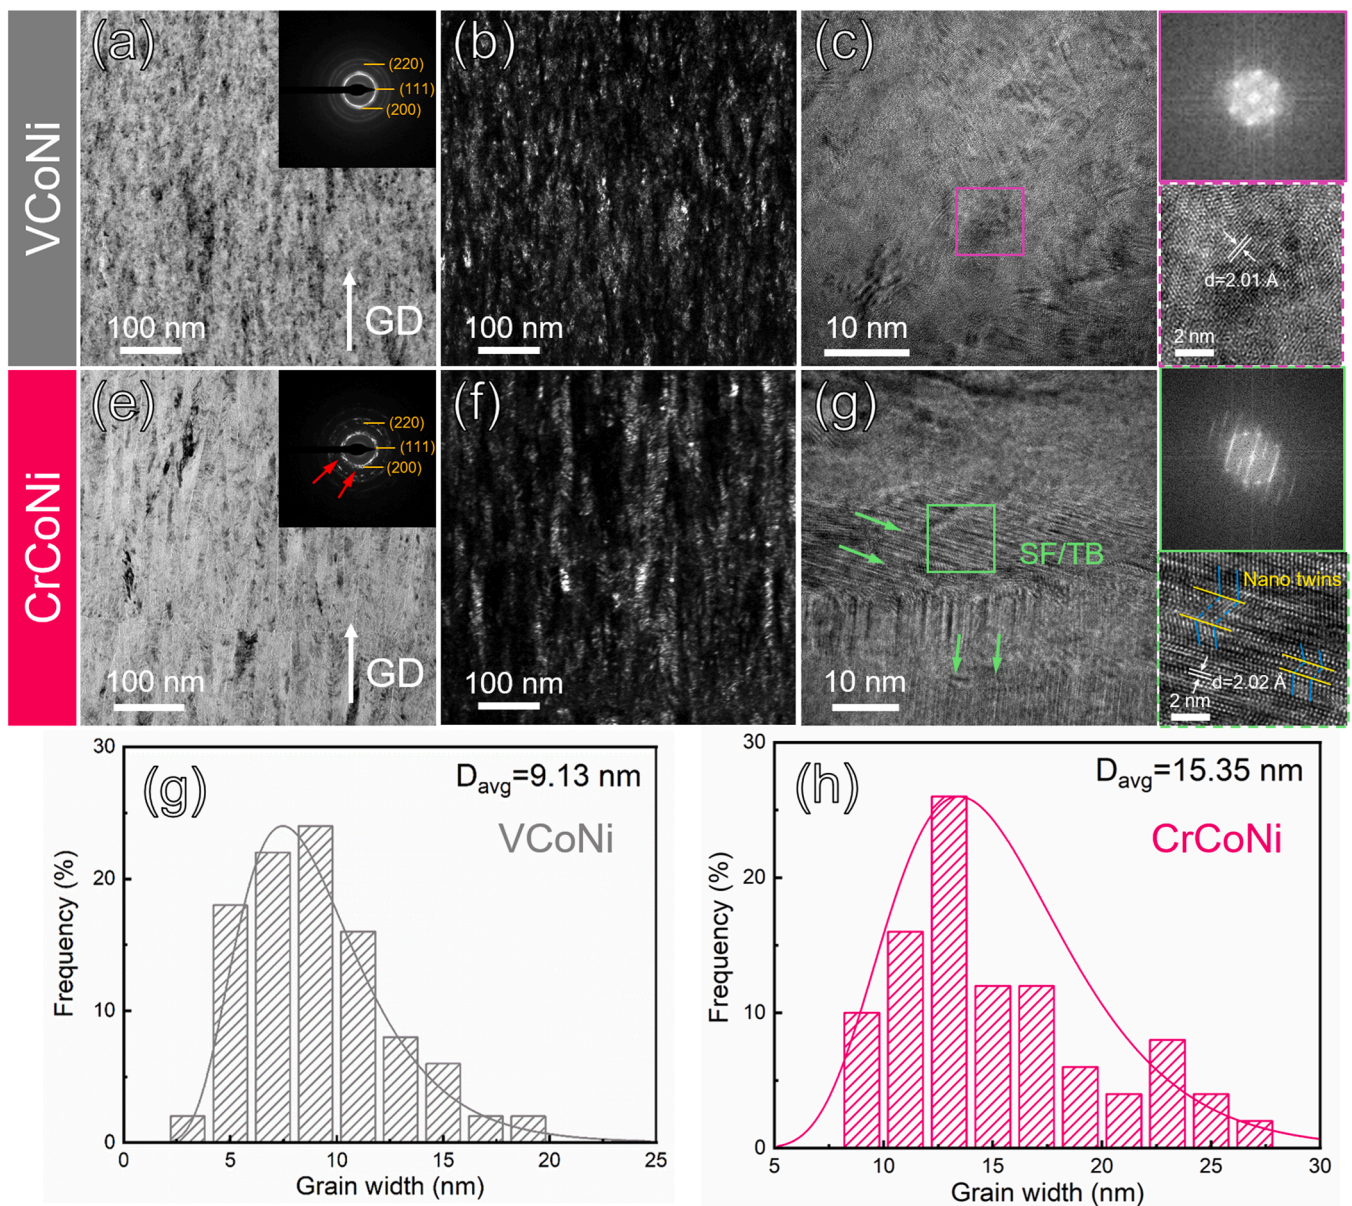 VCoNi
(a)
(220)
(111)
(200)
100 nm
GD
(b)
100 nm
(c)
10 nm
d=2.01 Å
2 nm
CrCoNi
(e)
(220)
(111)
(200)
100 nm
GD
(f)
100 nm
(g)
SF/TB
10 nm
Nano twins
d=2.02 Å
2 nm
(g)
Davg=9.13 nm
VCoNi
Frequency (%)
30
20
10
0
0 5 10 15 20 25
Grain width (nm)
(h)
Davg=15.35 nm
CrCoNi
Frequency (%)
30
20
10
0
5 10 15 20 25 30
Grain width (nm)